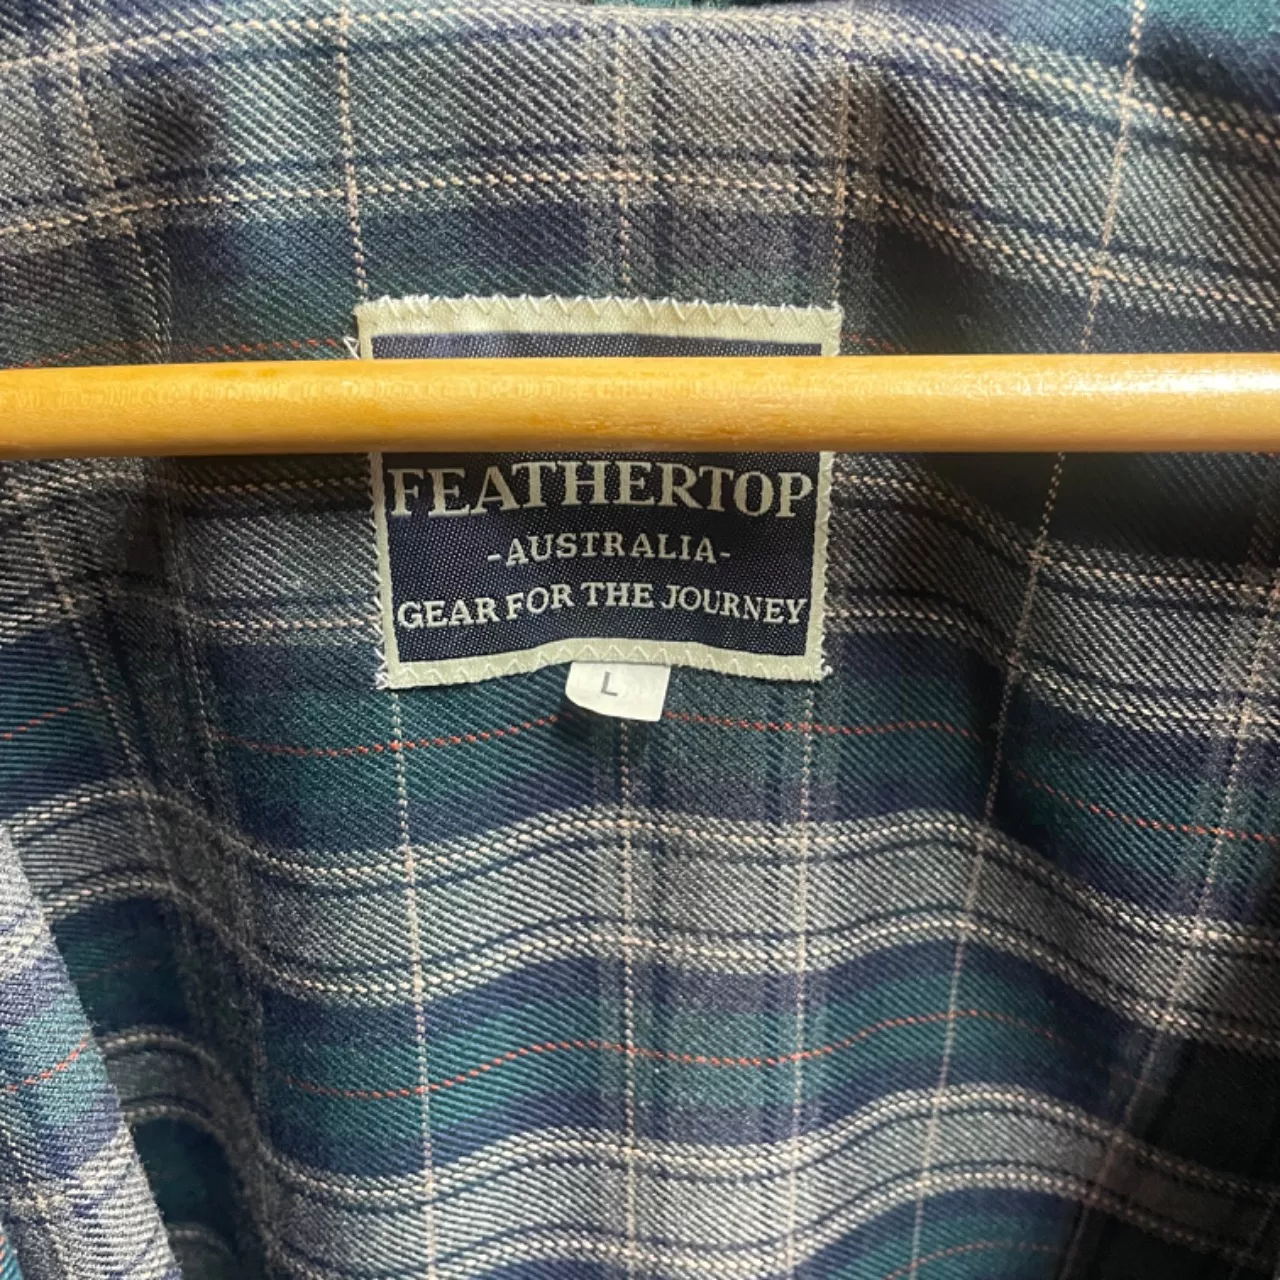 FEATHERTOP
-AUSTRALIA-
GEAR FOR THE JOURNEY
L